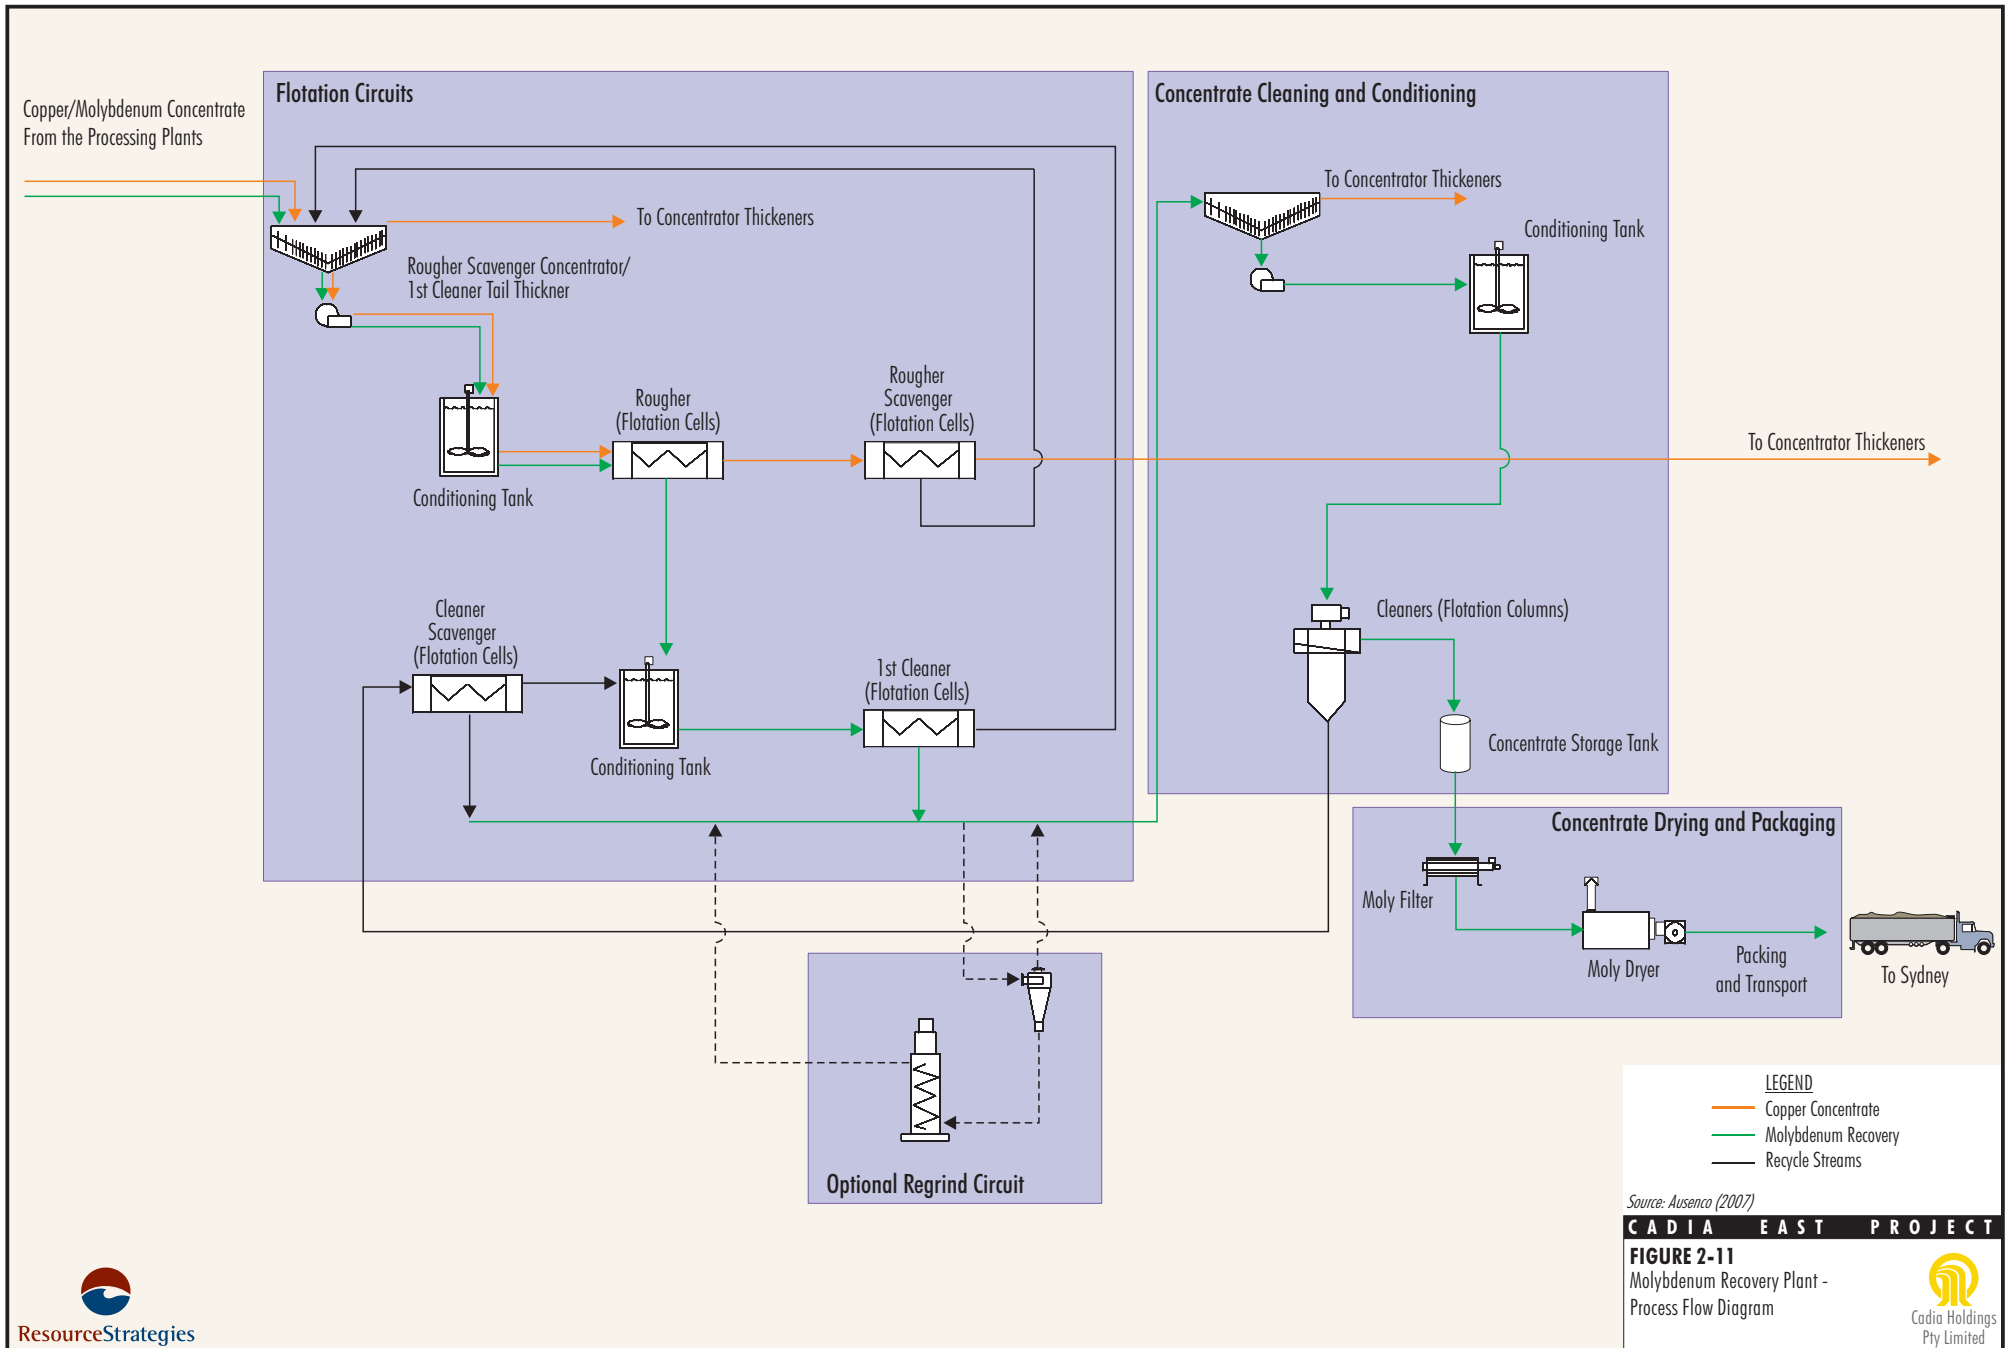 Flotation Circuits
Concentrate Cleaning and Conditioning
Copper/Molybdenum Concentrate
From the Processing Plants
To Concentrator Thickeners
To Concentrator Thickeners
Conditioning Tank
Rougher Scavenger Concentrator/
1st Cleaner Tail Thickner
Rougher
(Flotation Cells)
Rougher
Scavenger
(Flotation Cells)
To Concentrator Thickeners
Conditioning Tank
Cleaner
Scavenger
(Flotation Cells)
Cleaners (Flotation Columns)
1st Cleaner
(Flotation Cells)
Conditioning Tank
Concentrate Storage Tank
Concentrate Drying and Packaging
Moly Filter
Moly Dryer
Packing
and Transport
To Sydney
Optional Regrind Circuit
LEGEND
Copper Concentrate
Molybdenum Recovery
Recycle Streams
Source: Ausenco (2007)
CADIA EAST PROJECT
FIGURE 2-11
Molybdenum Recovery Plant -
Process Flow Diagram
Cadia Holdings
Pty Limited
ResourceStrategies